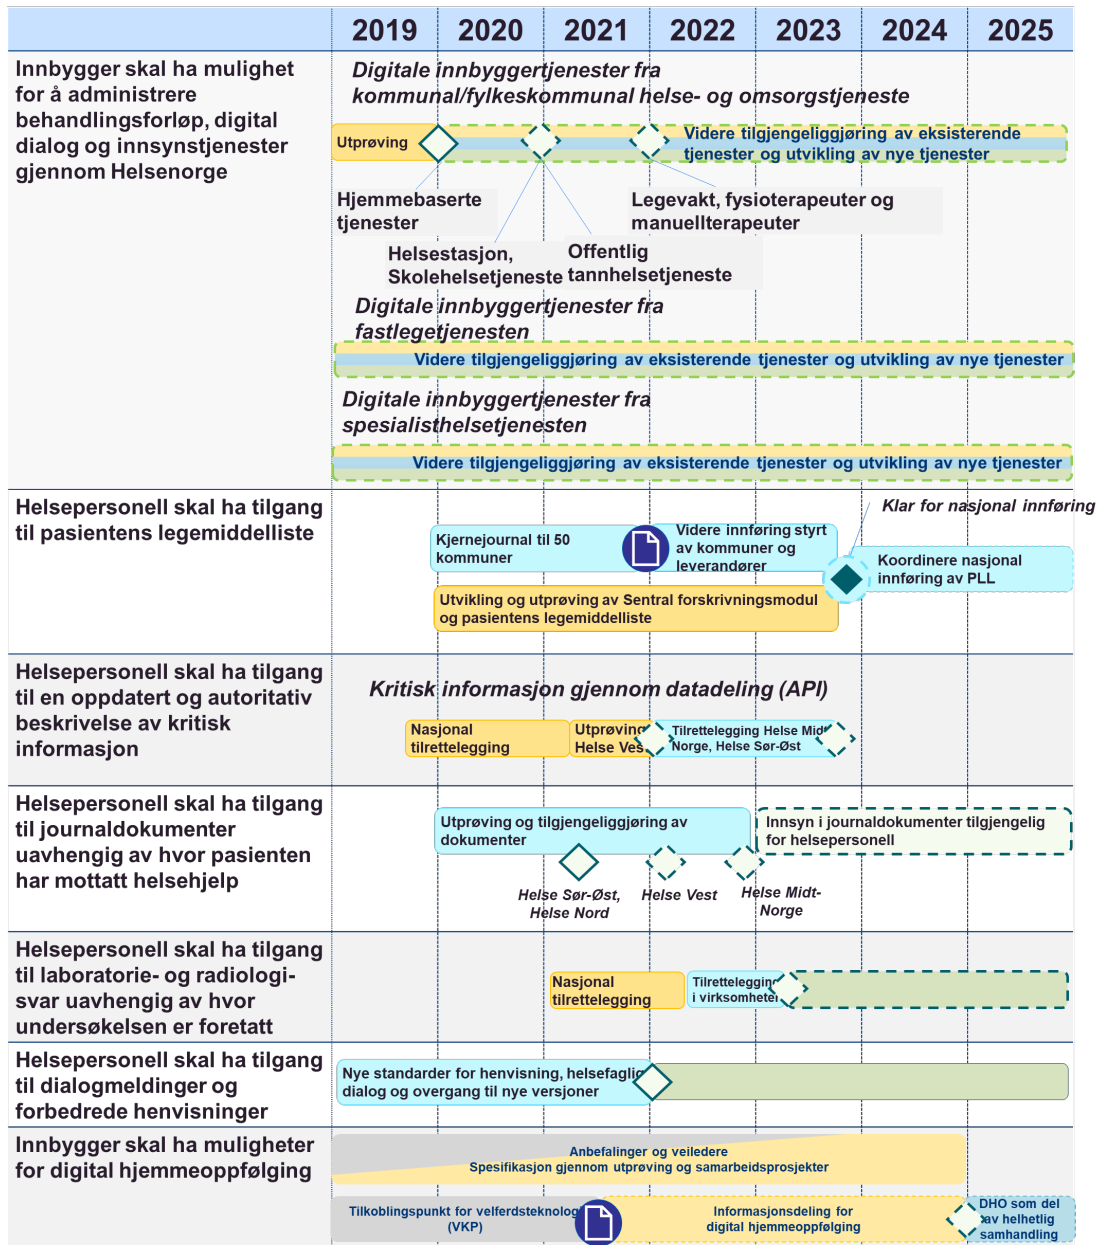 2019 2020 2021 2022 2023 2024 2025
Innbygger skal ha mulighet
for å administrere
behandlingsforløp, digital
dialog og innsynstjenester
gjennom Helsenorge
Digitale innbyggertjenester fra
kommunal/fylkeskommunal helse- og omsorgstjeneste
Utprøving
Videre tilgjengeliggjøring av eksisterende
tjenester og utvikling av nye tjenester
Hjemmebaserte
tjenester
Legevakt, fysioterapeuter og
manuellterapeuter
Helsestasjon,
Skolehelsetjeneste
Offentlig
tannhelsetjeneste
Digitale innbyggertjenester fra
fastlegetjenesten
Videre tilgjengeliggjøring av eksisterende tjenester og utvikling av nye tjenester
Digitale innbyggertjenester fra
spesialisthelsetjenesten
Videre tilgjengeliggjøring av eksisterende tjenester og utvikling av nye tjenester
Helsepersonell skal ha tilgang
til pasientens legemiddelliste
Klar for nasjonal innføring
Kjernejournal til 50
kommuner
Videre innføring styrt
av kommuner og
leverandører
Koordinere nasjonal
innføring av PLL
Utvikling og utprøving av Sentral forskrivningsmodul
og pasientens legemiddelliste
Helsepersonell skal ha tilgang
til en oppdatert og autoritativ
beskrivelse av kritisk
informasjon
Kritisk informasjon gjennom datadeling (API)
Nasjonal
tilrettelegging
Utprøving
Helse Vest
Tilrettelegging Helse Midt-
Norge, Helse Sør-Øst
Helsepersonell skal ha tilgang
til journaldokumenter
uavhengig av hvor pasienten
har mottatt helsehjelp
Utprøving og tilgjengeliggjøring av
dokumenter
Innsyn i journaldokumenter tilgjengelig
for helsepersonell
Helse Sør-Øst,
Helse Nord
Helse Vest
Helse Midt-
Norge
Helsepersonell skal ha tilgang
til laboratorie- og radiologi-
svar uavhengig av hvor
undersøkelsen er foretatt
Nasjonal
tilrettelegging
Tilrettelegging
i virksomheter
Helsepersonell skal ha tilgang
til dialogmeldinger og
forbedrede henvisninger
Nye standarder for henvisning, helsefaglig
dialog og overgang til nye versjoner
Innbygger skal ha muligheter
for digital hjemmeoppfølging
Anbefalinger og veiledere
Spesifikasjon gjennom utprøving og samarbeidsprosjekter
Tilkoblingspunkt for velferdsteknologi
(VKP)
Informasjonsdeling for
digital hjemmeoppfølging
DHO som del
av helhetlig
samhandling